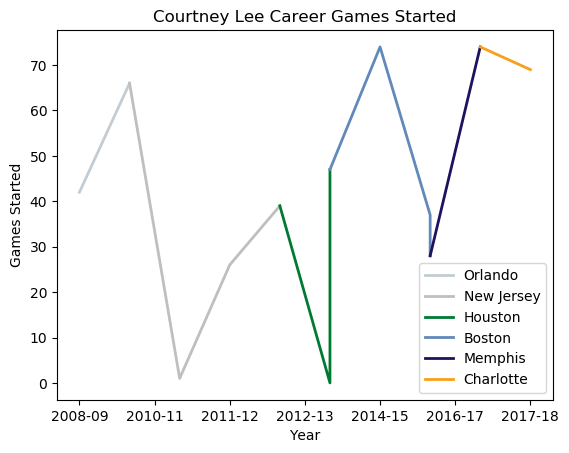 Courtney Lee Career Games Started
Games Started
70
60
50
40
30
20
10
0
Orlando
New Jersey
Houston
Boston
Memphis
Charlotte
2008-09 2010-11 2011-12 2012-13 2014-15 2016-17 2017-18
Year